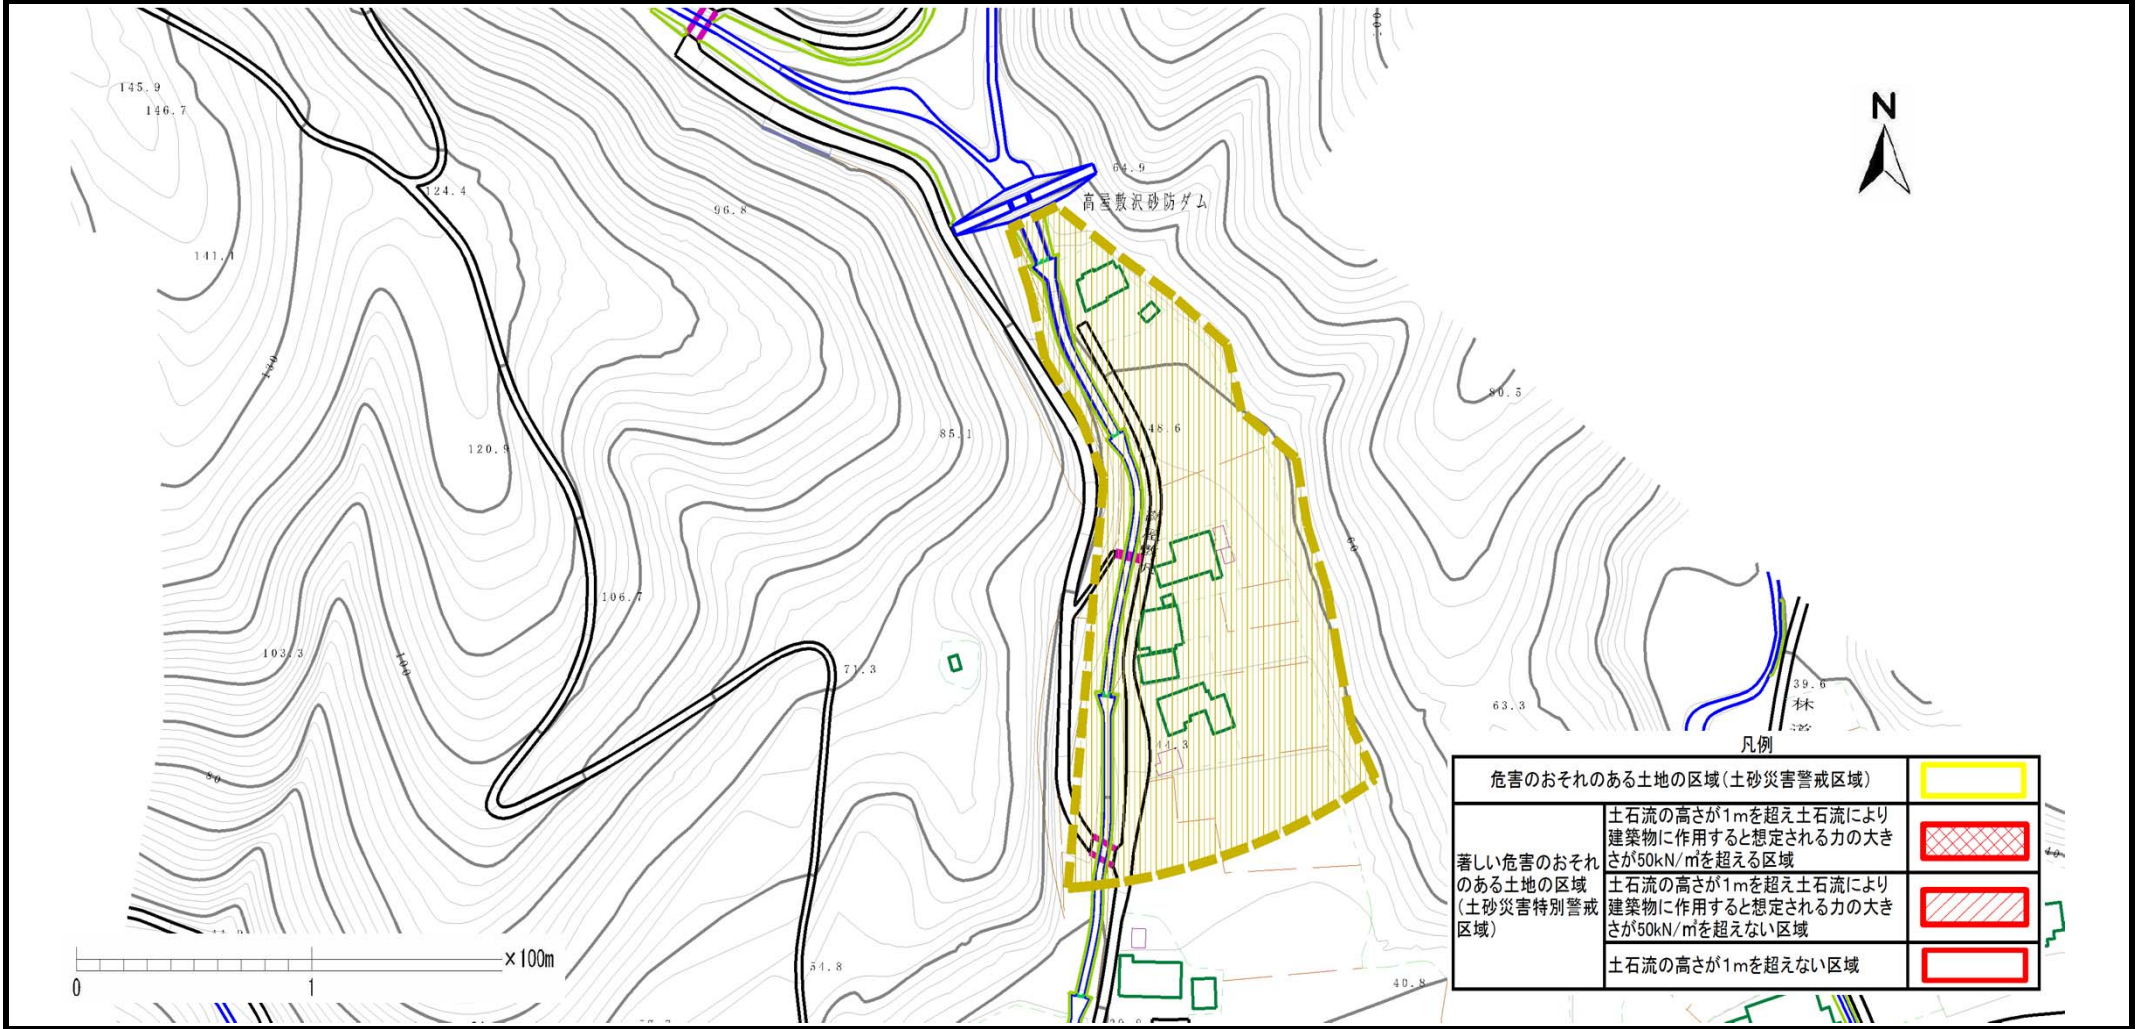 145.9
146.7
N
64.9
124.4
高屋敷沢砂防ダム
96.8
141.1
130
80.5
48.6
85.1
120.9
60
106.7
103.3
100
71.3
39.6
63.3
林
道
44.3
80
凡例
危害のおそれのある土地の区域(土砂災害警戒区域)
著しい危害のおそれ
のある土地の区域
(土砂災害特別警戒
区域)
土石流の高さが1mを超え土石流により
建築物に作用すると想定される力の大き
さが50kN/㎡を超える区域
土石流の高さが1mを超え土石流により
建築物に作用すると想定される力の大き
さが50kN/㎡を超えない区域
土石流の高さが1mを超えない区域
40
×100m
0
1
54.8
40.8